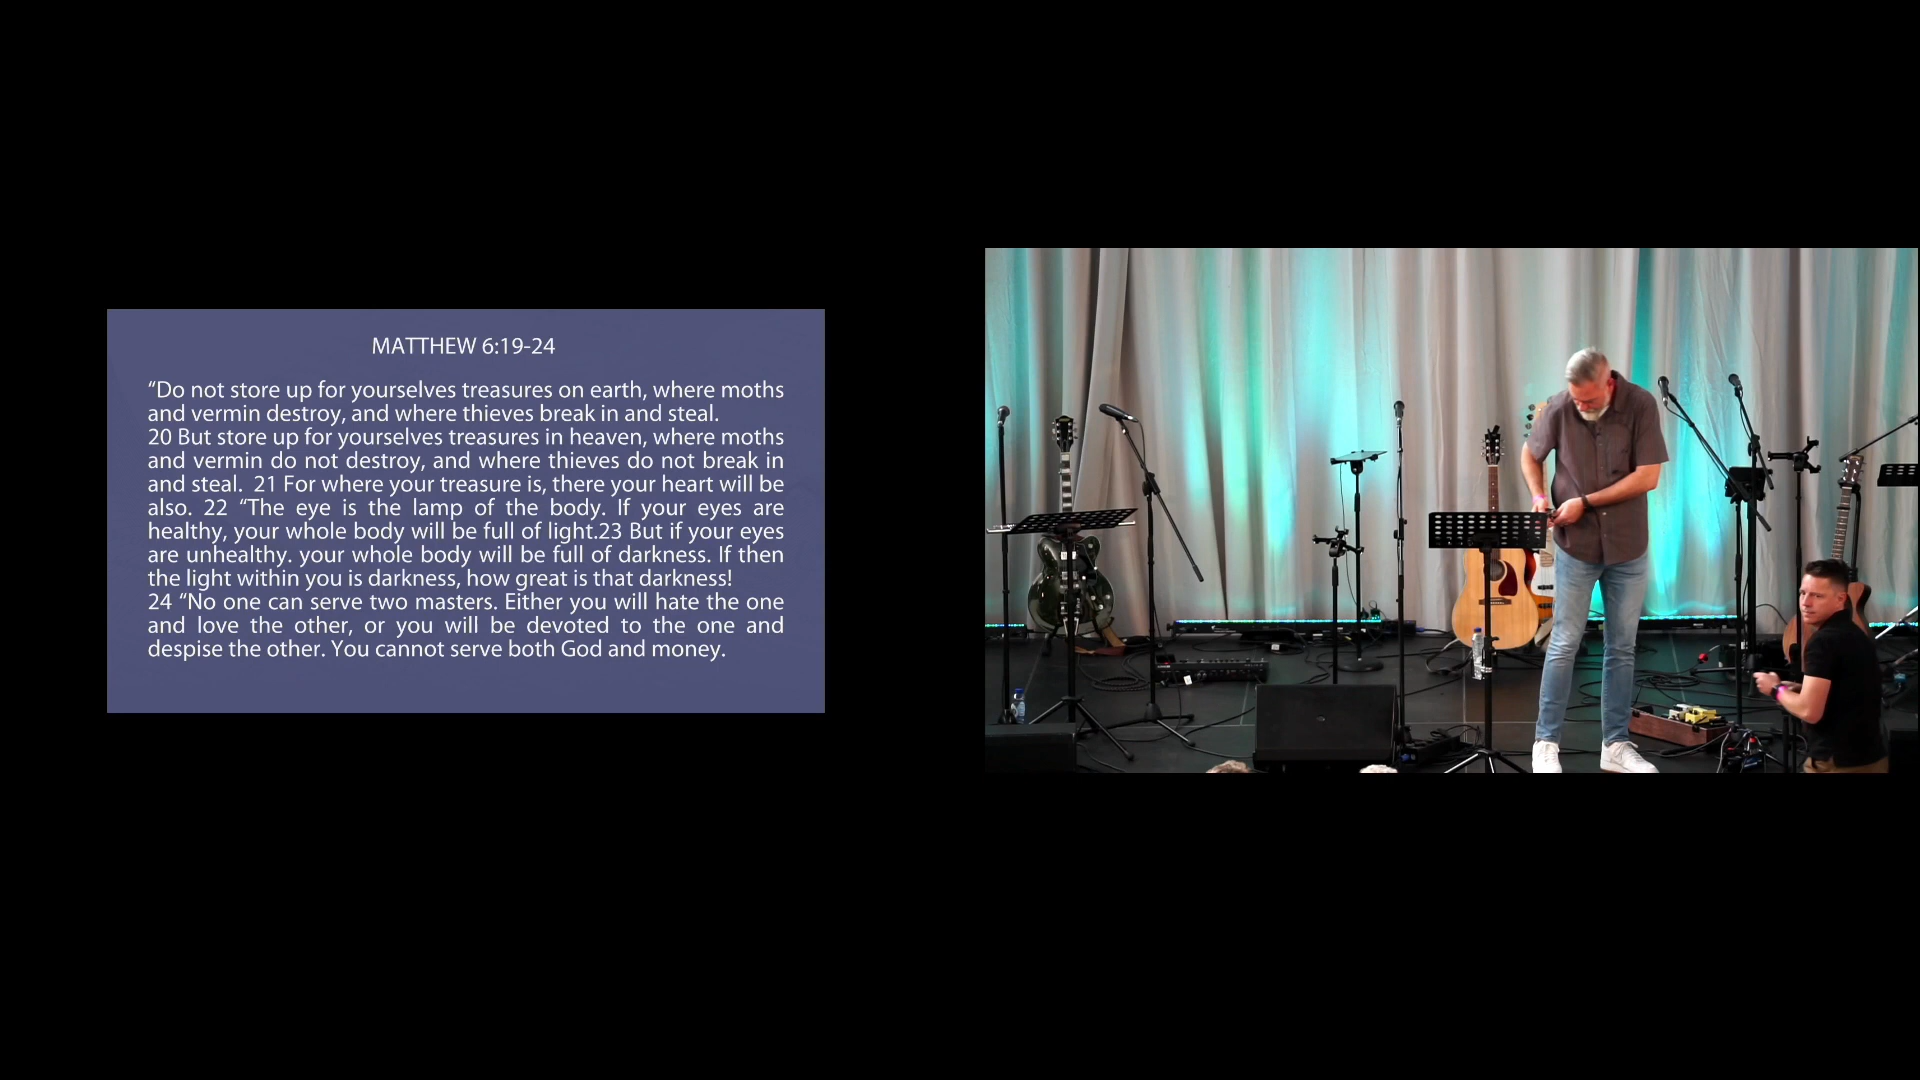 MATTHEW 6:19-24
“Do not store up for yourselves treasures on earth, where moths
and vermin destroy, and where thieves break in and steal.
20 But store up for yourselves treasures in heaven, where moths
and vermin do not destroy, and where thieves do not break in
and steal.  21 For where your treasure is, there your heart will be
also. 22 “The eye is the lamp of the body. If your eyes are
healthy, your whole body will be full of light.23 But if your eyes
are unhealthy. your whole body will be full of darkness. If then
the light within you is darkness, how great is that darkness!
24 “No one can serve two masters. Either you will hate the one
and love the other, or you will be devoted to the one and
despise the other. You cannot serve both God and money.